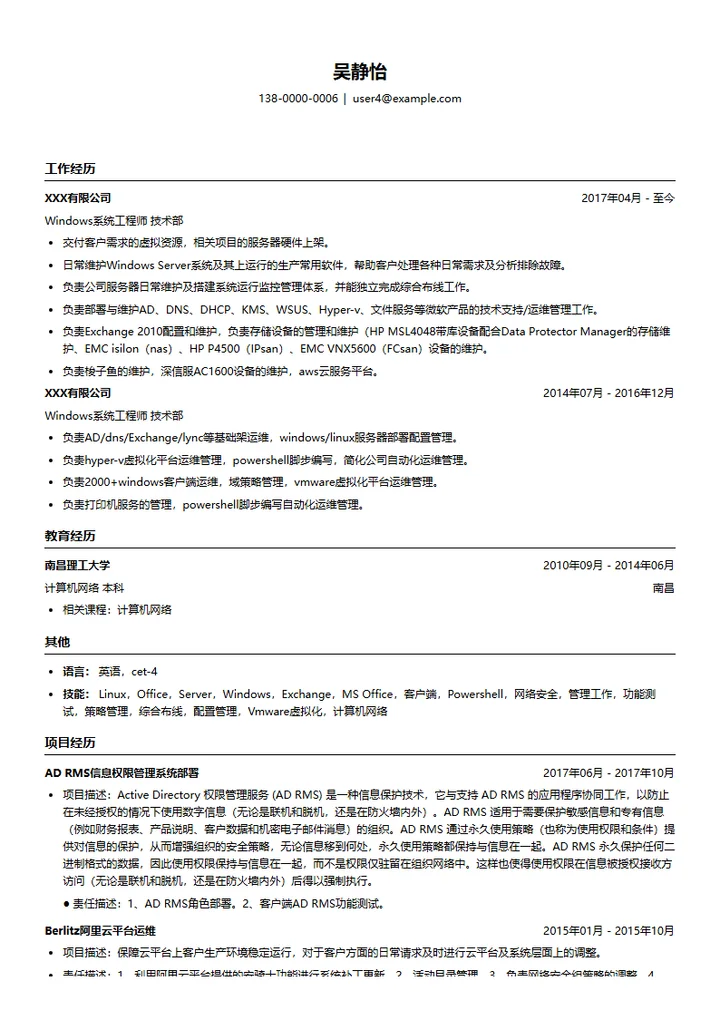 吴静怡
138-0000-0006 | user4@example.com
工作经历
XXX有限公司 2017年04月 - 至今
Windows系统工程师 技术部
• 交付客户需求的虚拟资源，相关项目的服务器硬件上架。
• 日常维护Windows Server系统及其上运行的生产常用软件，帮助客户处理各种日常需求及分析排除故障。
• 负责公司服务器日常维护及搭建系统运行监控管理体系，并能独立完成综合布线工作。
• 负责部署与维护AD、DNS、DHCP、KMS、WSUS、Hyper-v、文件服务等微软产品的技术支持/运维管理工作。
• 负责Exchange 2010配置和维护，负责存储设备的管理和维护（HP MSL4048带库设备配合Data Protector Manager的存储维
护、EMC isilon（nas）、HP P4500（IPsan）、EMC VNX5600（FCsan）设备的维护。
• 负责梭子鱼的维护，深信服AC1600设备的维护，aws云服务平台。
XXX有限公司 2014年07月 - 2016年12月
Windows系统工程师 技术部
• 负责AD/dns/Exchange/lync等基础架运维，windows/linux服务器部署配置管理。
• 负责hyper-v虚拟化平台运维管理，powershell脚步编写，简化公司自动化运维管理。
• 负责2000+windows客户端运维，域策略管理，vmware虚拟化平台运维管理。
• 负责打印机服务的管理，powershell脚步编写自动化运维管理。
教育经历
南昌理工大学 2010年09月 - 2014年06月
计算机网络 本科 南昌
• 相关课程：计算机网络
其他
• 语言： 英语，cet-4
• 技能： Linux，Office，Server，Windows，Exchange，MS Office，客户端，Powershell，网络安全，管理工作，功能测
试，策略管理，综合布线，配置管理，Vmware虚拟化，计算机网络
项目经历
AD RMS信息权限管理系统部署 2017年06月 - 2017年10月
• 项目描述：Active Directory 权限管理服务 (AD RMS) 是一种信息保护技术，它与支持 AD RMS 的应用程序协同工作，以防止
在未经授权的情况下使用数字信息（无论是联机和脱机，还是在防火墙内外）。AD RMS 适用于需要保护敏感信息和专有信息
（例如财务报表、产品说明、客户数据和机密电子邮件消息）的组织。AD RMS 通过永久使用策略（也称为使用权限和条件）提
供对信息的保护，从而增强组织的安全策略，无论信息移到何处，永久使用策略都保持与信息在一起。AD RMS 永久保护任何二
进制格式的数据，因此使用权限保持与信息在一起，而不是权限仅驻留在组织网络中。这样也使得使用权限在信息被授权接收方
访问（无论是联机和脱机，还是在防火墙内外）后得以强制执行。
● 责任描述：1、AD RMS角色部署。2、客户端AD RMS功能测试。
Berlitz阿里云平台运维 2015年01月 - 2015年10月
• 项目描述：保障云平台上客户生产环境稳定运行，对于客户方面的日常请求及时进行云平台及系统层面上的调整。
• 责任描述：1、利用阿里云平台提供的安骑士功能进行系统补丁更新。2、活动目录管理。3、负责网络安全组策略的调整。4、